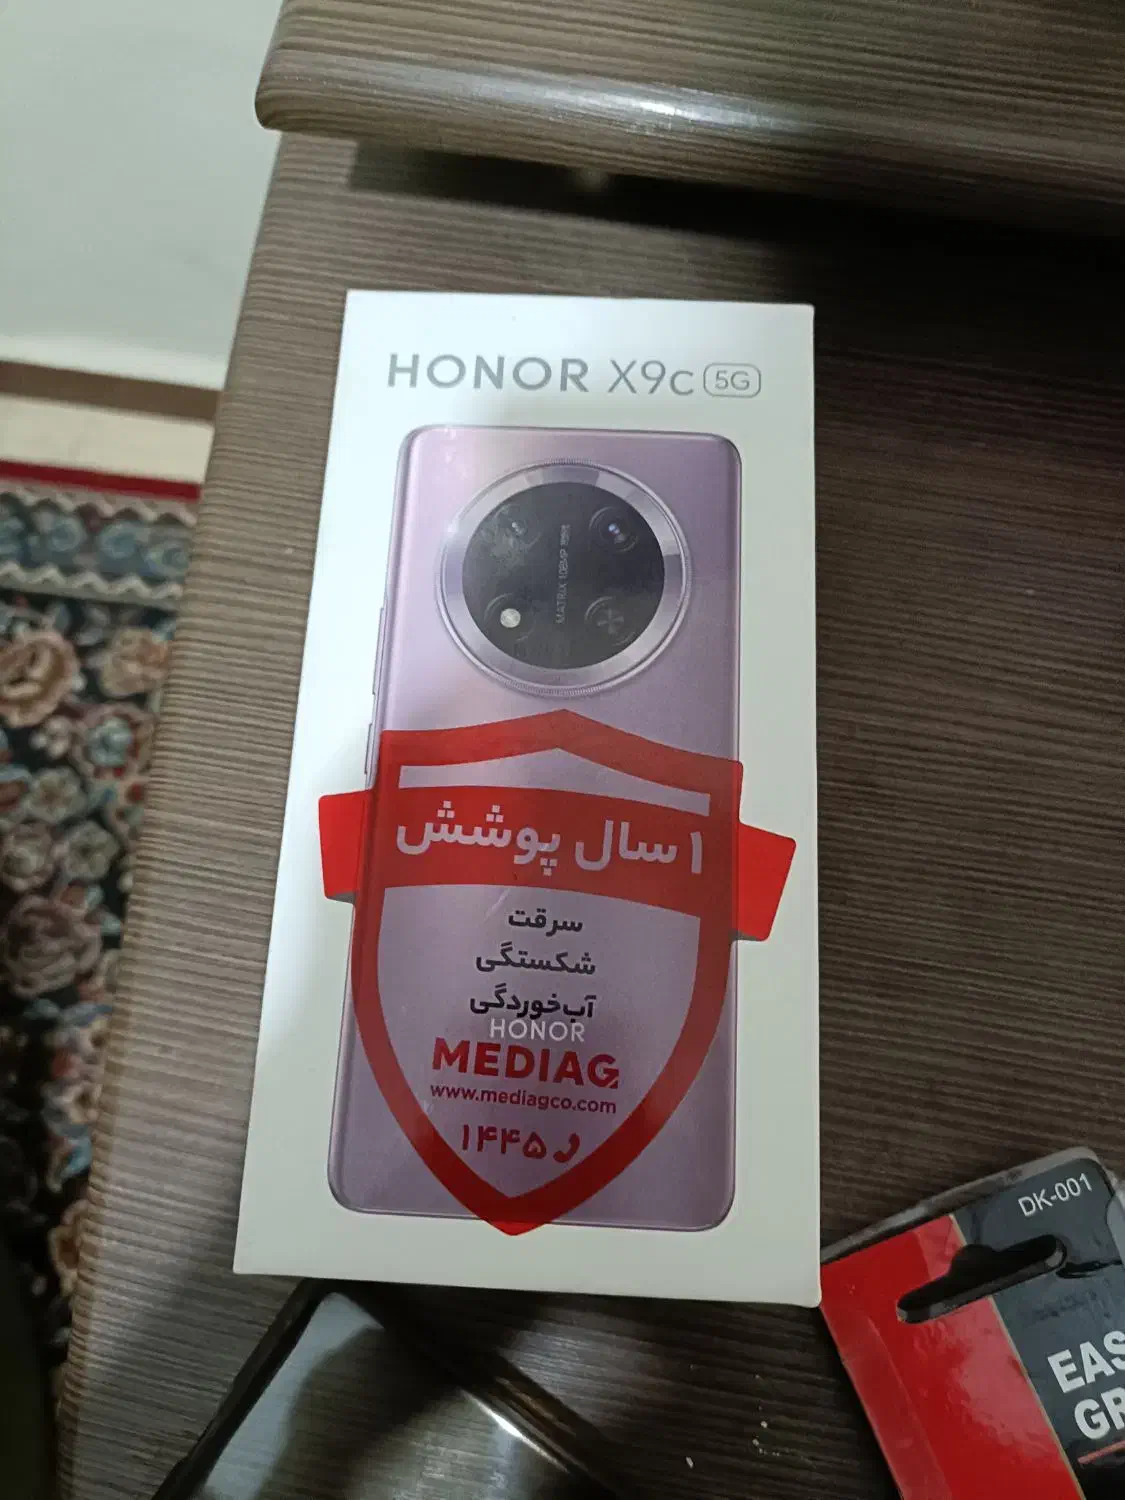 HONOR X9c 5G
MATRIX 108MP
۱ سال پوشش
سرقت
شکستگی
آب‌خوردگی
HONOR
MEDIAG
www.mediagco.com
۱۴۴۵
DK-001
EAS
GR